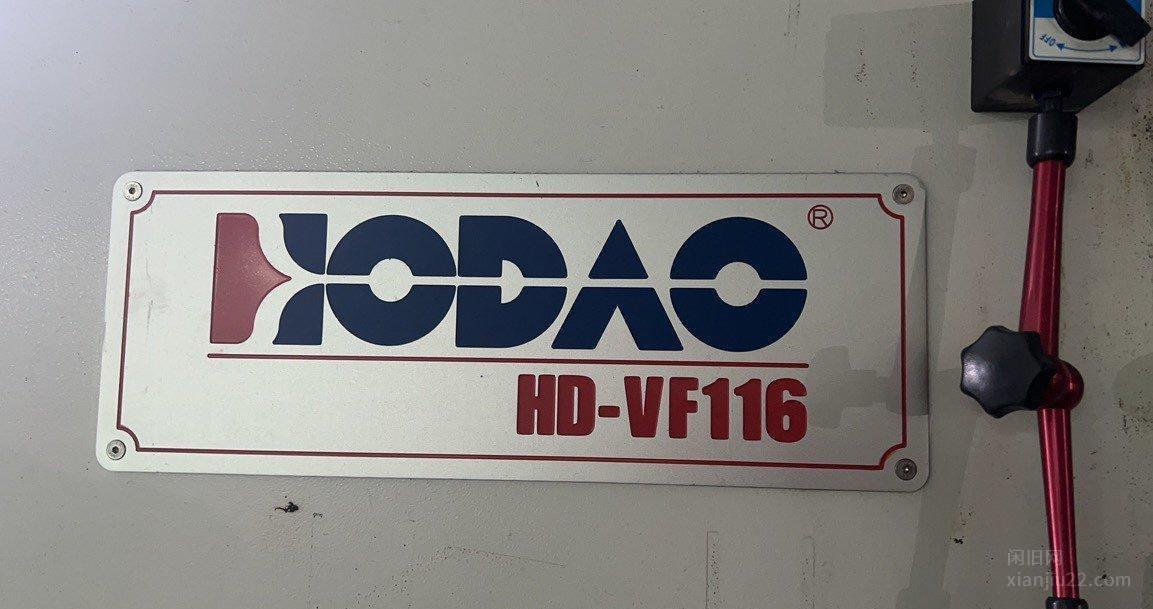 OFF
HODAO®
HD-VF116
闲旧网
xianjiu22.com